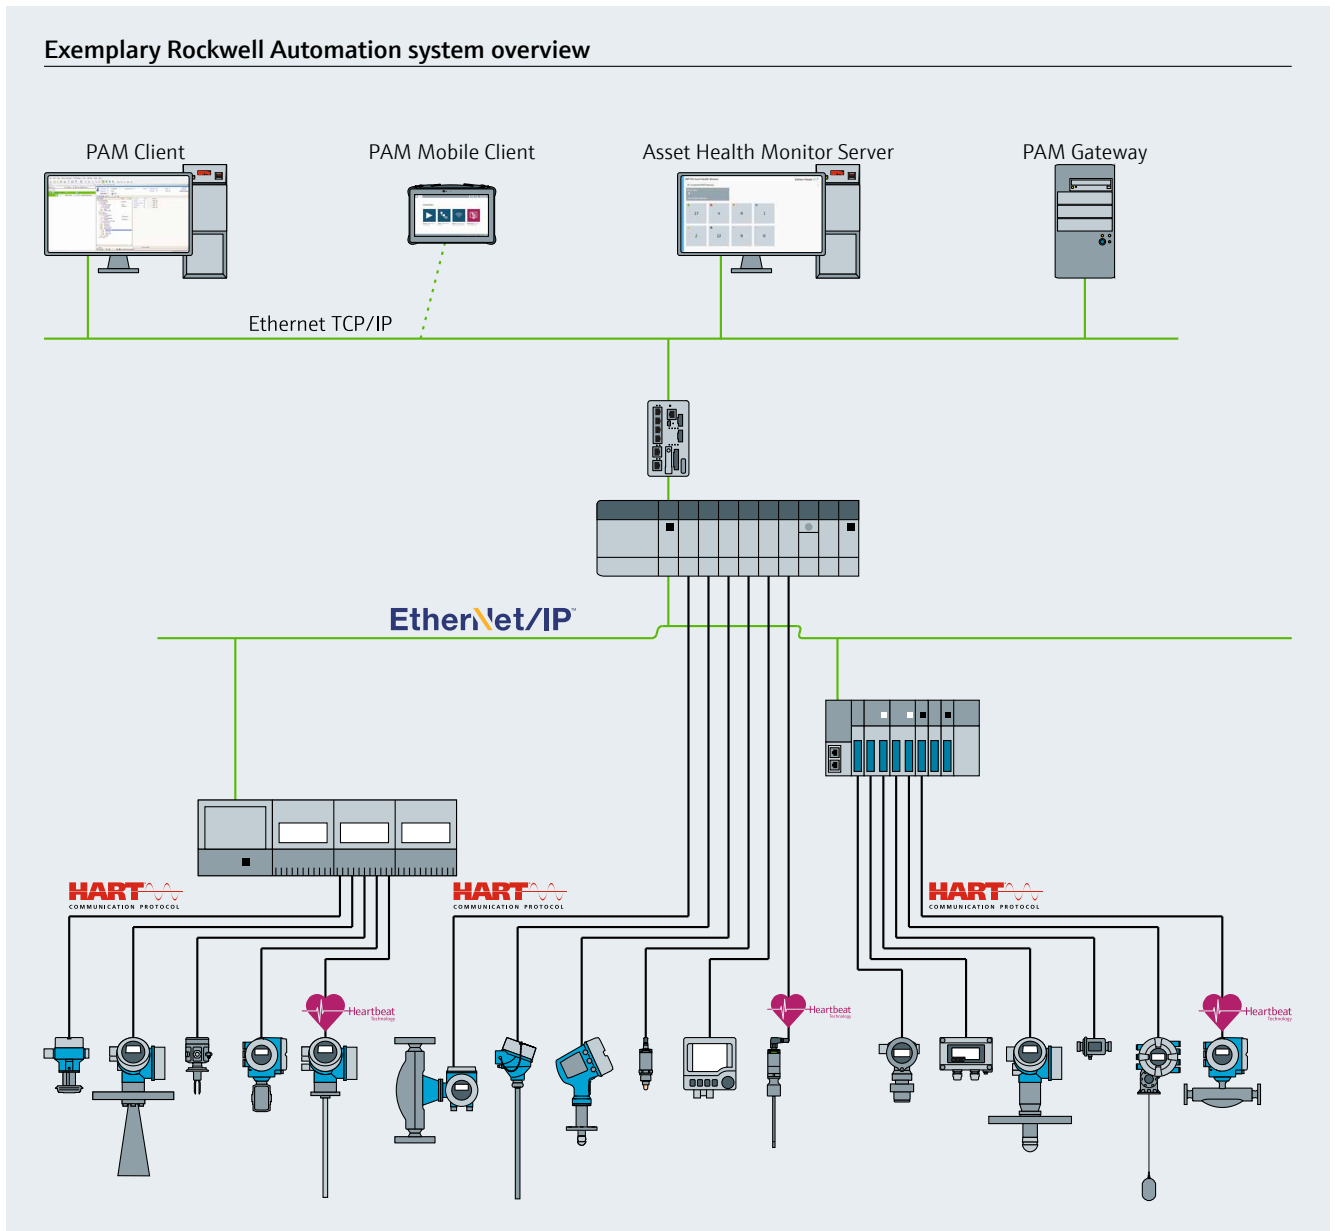 Exemplary Rockwell Automation system overview
PAM Client
PAM Mobile Client
Asset Health Monitor Server
PAM Gateway
Ethernet TCP/IP
EtherNet/IP™
HART
COMMUNICATION PROTOCOL
HART
COMMUNICATION PROTOCOL
HART
COMMUNICATION PROTOCOL
Heartbeat
Technology
Heartbeat
Technology
Heartbeat
Technology